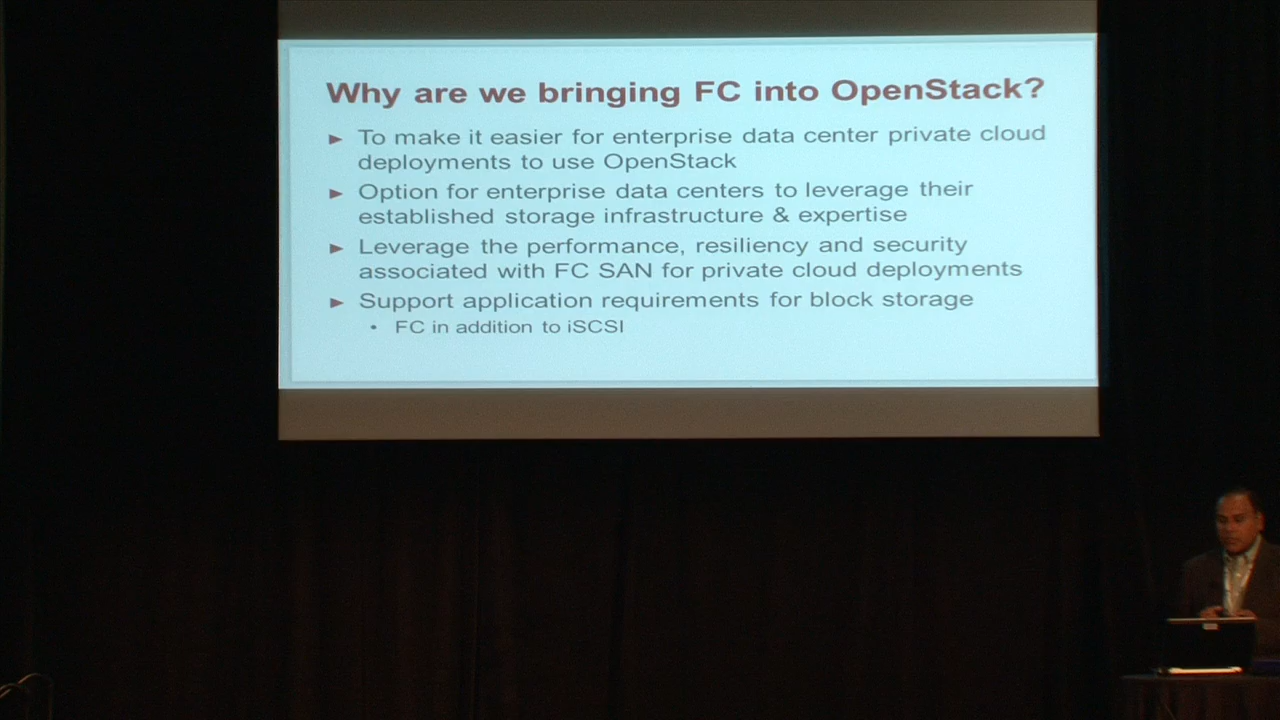 Why are we bringing FC into OpenStack?
► To make it easier for enterprise data center private cloud
deployments to use OpenStack
► Option for enterprise data centers to leverage their
established storage infrastructure & expertise
► Leverage the performance, resiliency and security
associated with FC SAN for private cloud deployments
► Support application requirements for block storage
• FC in addition to iSCSI